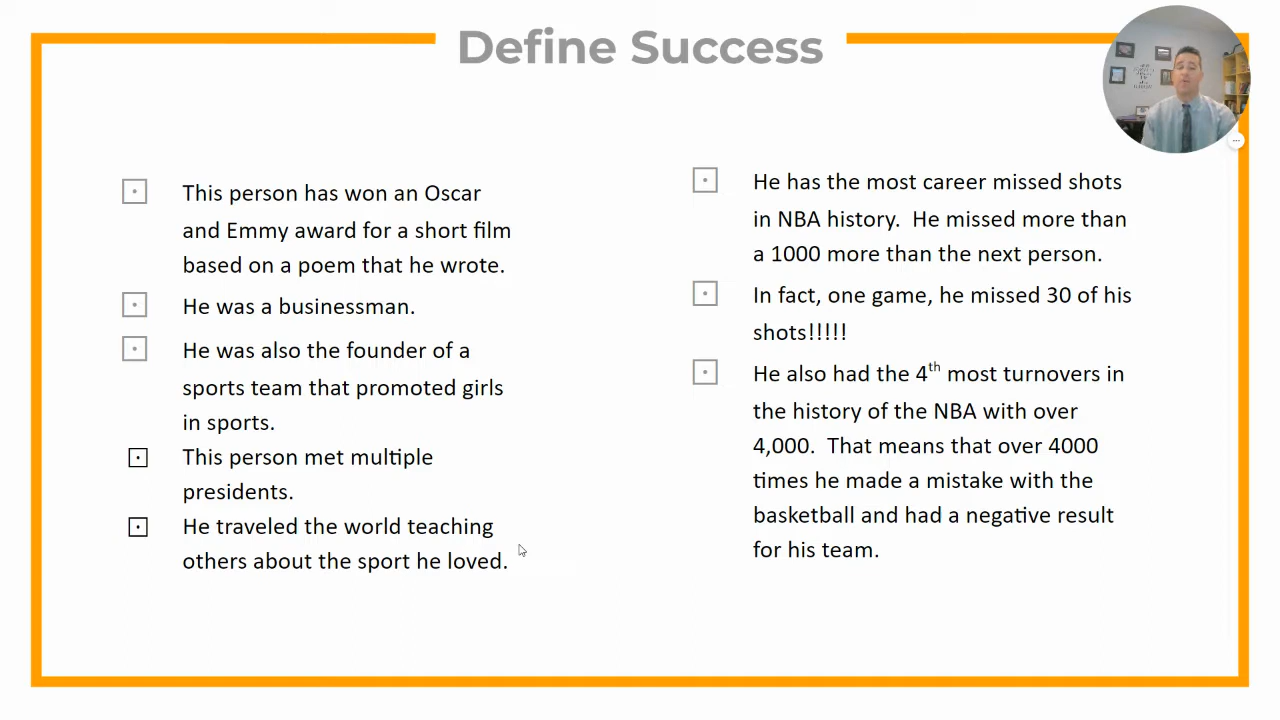 Define Success
This person has won an Oscar
and Emmy award for a short film
based on a poem that he wrote.
He was a businessman.
He was also the founder of a
sports team that promoted girls
in sports.
This person met multiple
presidents.
He traveled the world teaching
others about the sport he loved.
He has the most career missed shots
in NBA history.  He missed more than
a 1000 more than the next person.
In fact, one game, he missed 30 of his
shots!!!!!
He also had the 4th most turnovers in
the history of the NBA with over
4,000.  That means that over 4000
times he made a mistake with the
basketball and had a negative result
for his team.